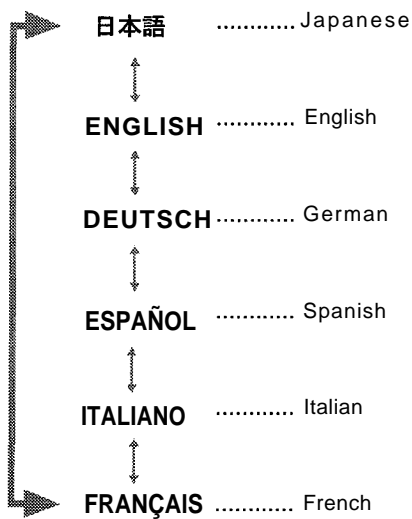 日本語 ............ Japanese
ENGLISH ............ English
DEUTSCH ............ German
ESPAÑOL ............ Spanish
ITALIANO ............ Italian
FRANÇAIS ............ French